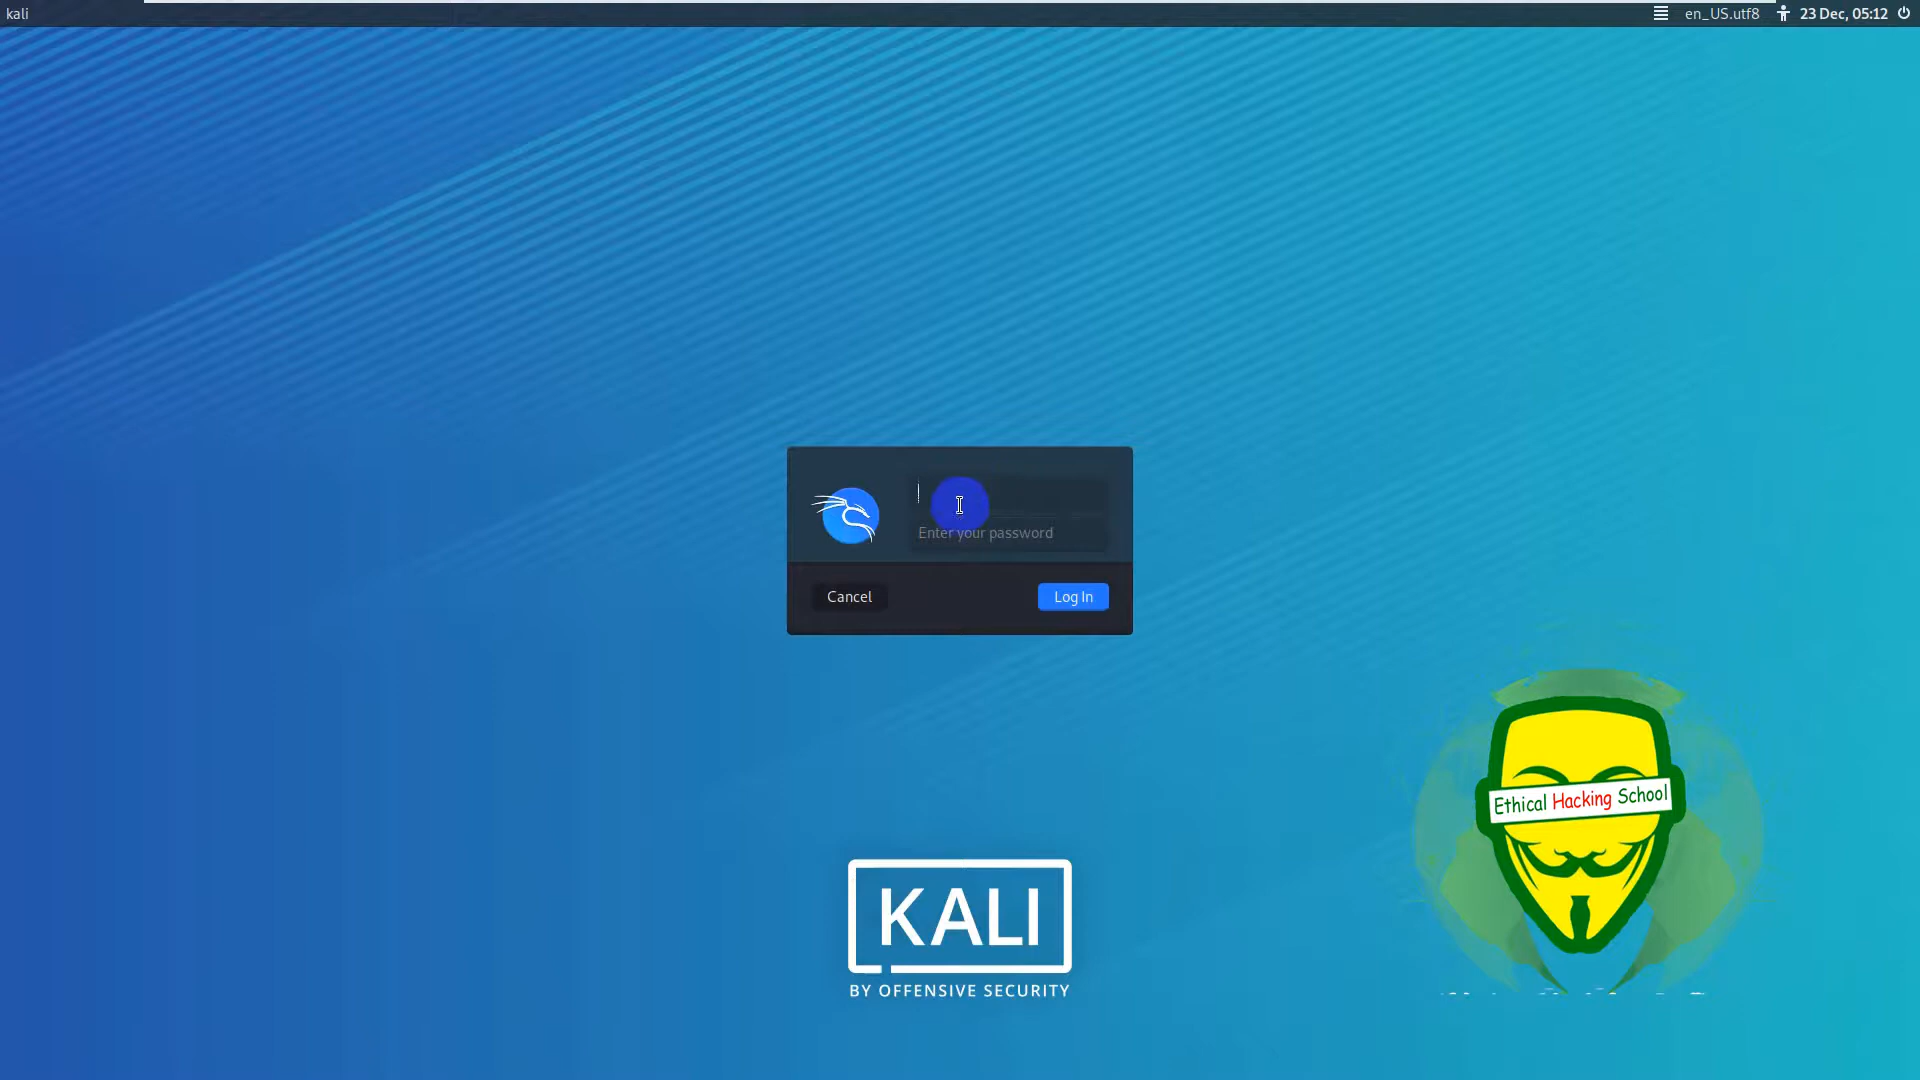 kali
en_US.utf8
23 Dec, 05:12
Enter your password
Cancel
Log In
Ethical Hacking School
KALI
BY OFFENSIVE SECURITY